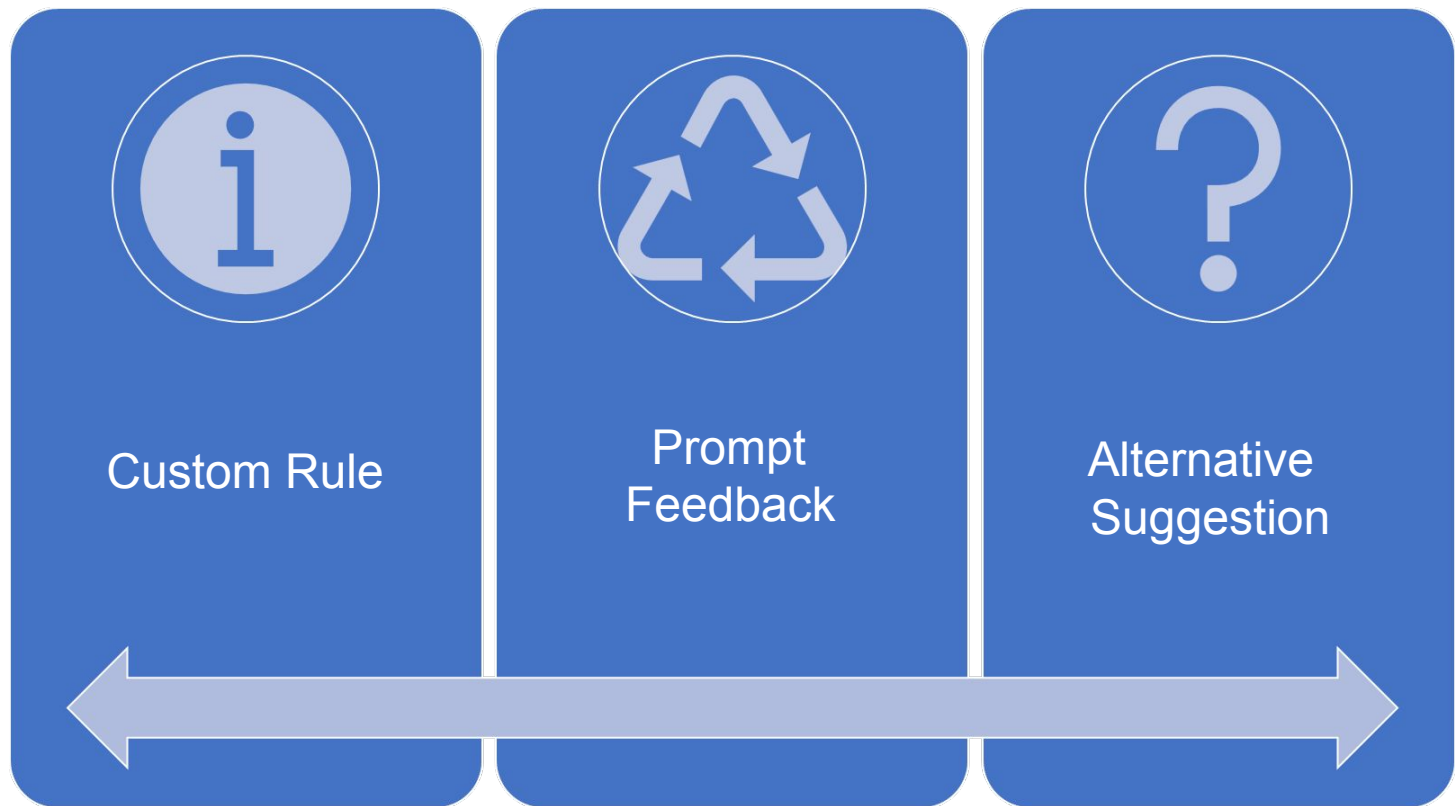 Custom Rule
Prompt
Feedback
Alternative
Suggestion